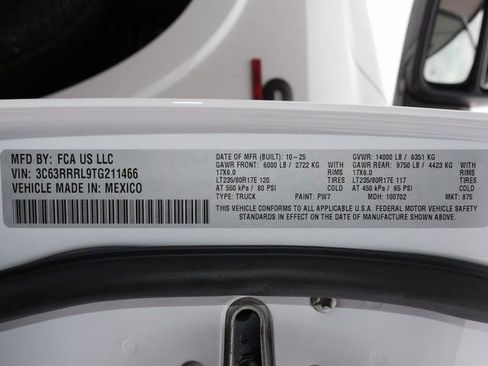 MFD BY: FCA US LLC
VIN: 3C63RRRL9TG211466
VEHICLE MADE IN: MEXICO
DATE OF MFR (BUILT): 10-25 GVW: 14000 LB / 6351 KG
GAWR FRONT: 6000 LB / 2722 KG WITH GAWR REAR: 9750 LB / 4423 KG WITH
17X6.0 RIMS 17X6.0 RIMS
LT235/80R17E 120 TIRES LT235/80R17E 117 TIRES
AT 550 kPa / 80 PSI AT 450 kPa / 65 PSI
TYPE: TRUCK PAINT: PW7 MDH: 100702 MKT: 875
THIS VEHICLE CONFORMS TO ALL APPLICABLE U.S.A. FEDERAL MOTOR VEHICLE SAFETY
STANDARDS IN EFFECT ON THE DATE OF MANUFACTURE SHOWN ABOVE